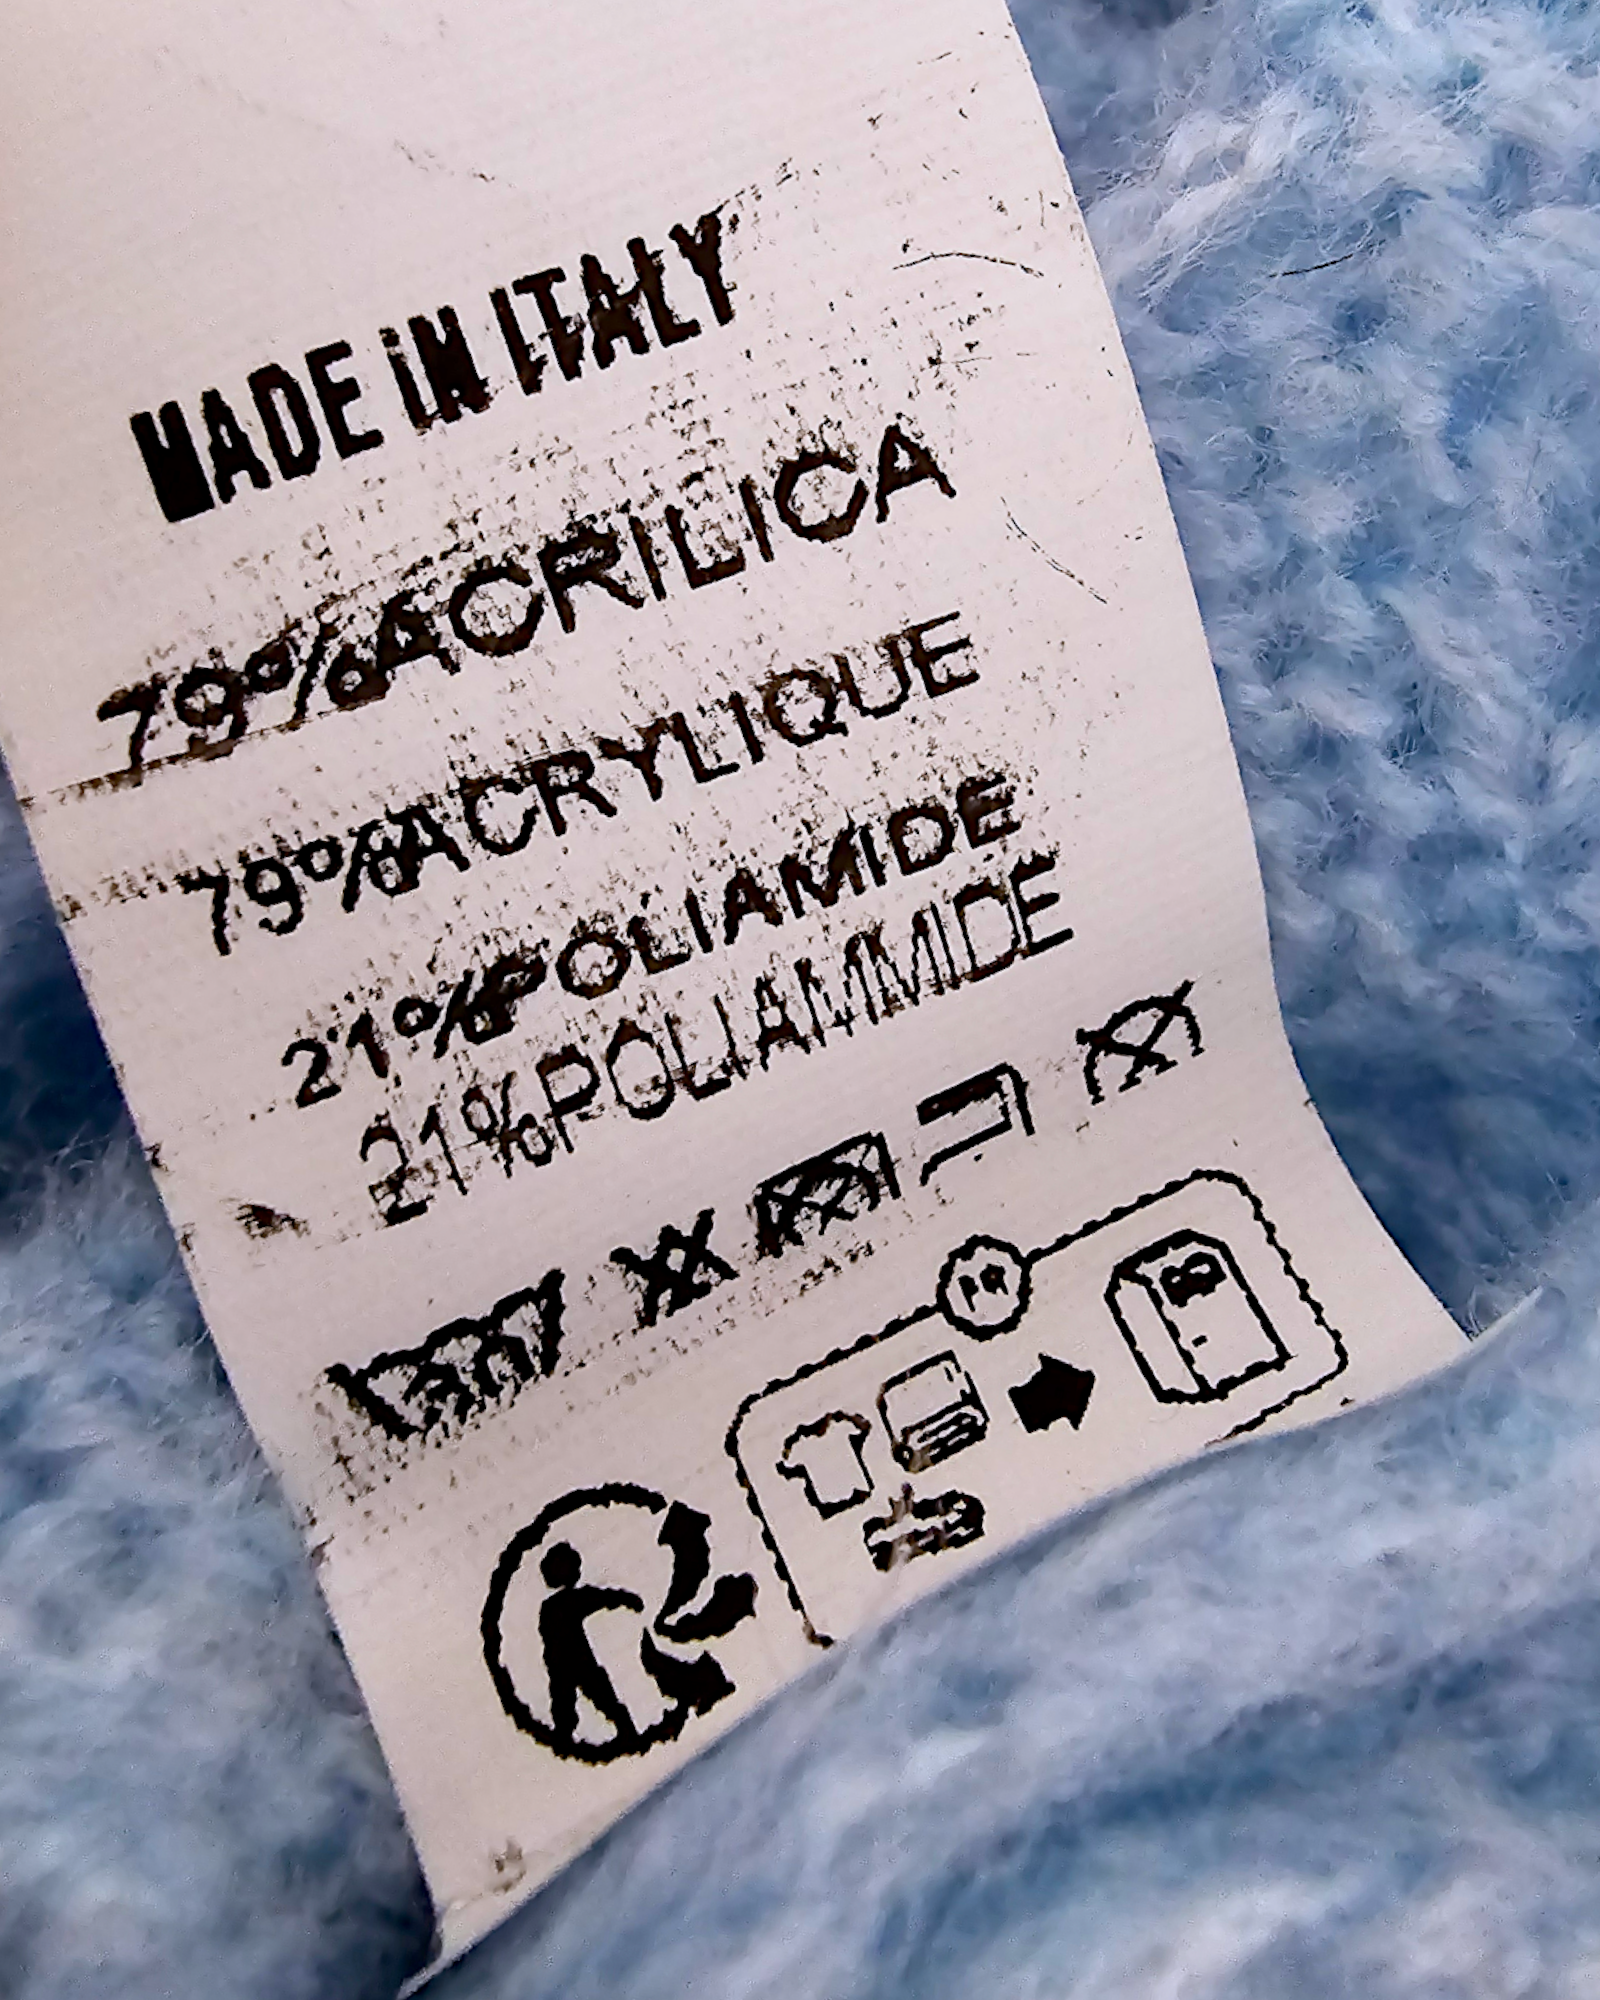 MADE IN ITALY
79%ACRILICA
79%ACRYLIQUE
21%POLIAMIDE
21%POLIAMMIDE